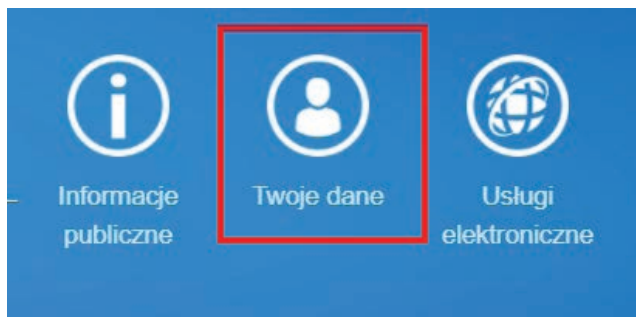 Informacje
publiczne
Twoje dane
Usługi
elektroniczne